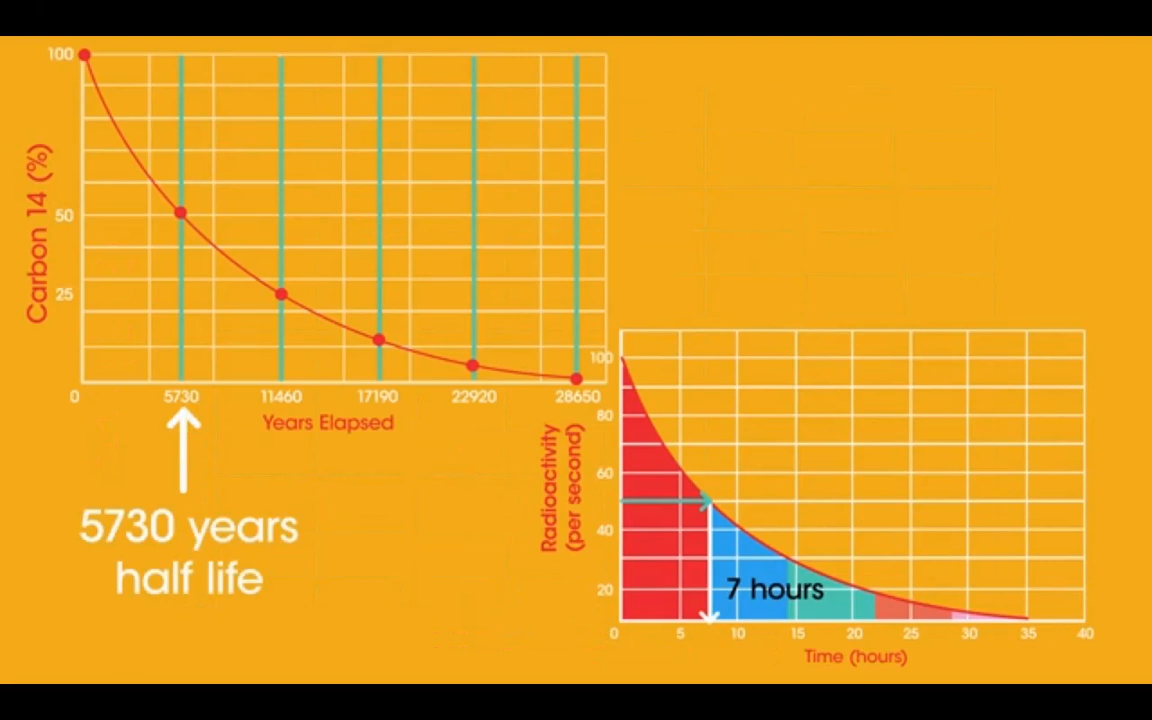 100
50
25
Carbon 14 (%)
0 5730 11460 17190 22920 28650
Years Elapsed
5730 years
half life
100
80
60
40
20
Radioactivity
(per second)
7 hours
0 5 10 15 20 25 30 35 40
Time (hours)